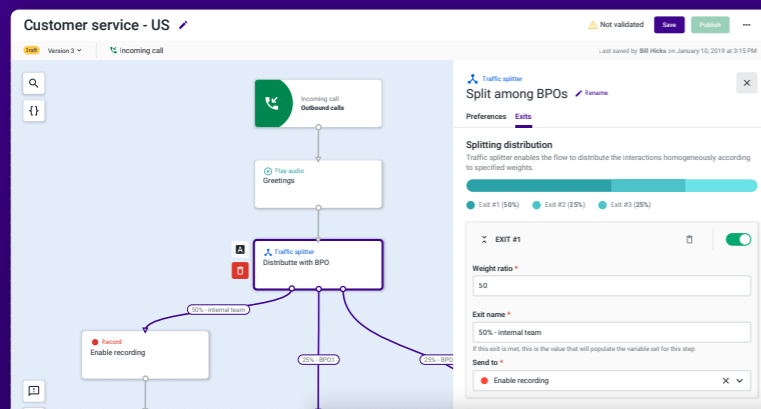 Customer service - US
Not validated
Save
Publish
Draft
Version 3
Incoming call
Last saved by Bill Hicks on January 10, 2019 at 3:15 PM
{}
Incoming call
Outbound calls
Play audio
Greetings
A
Traffic splitter
Distributte with BPO
50% - internal team
25% - BPO1
25% - BPO
Record
Enable recording
Traffic splitter
Split among BPOs
Rename
Preferences
Exits
Splitting distribution
Traffic splitter enables the flow to distribute the interactions homogeneously according
to specified weights.
Exit #1 (50%)
Exit #2 (25%)
Exit #3 (25%)
EXIT #1
Weight ratio *
50
Exit name *
50% - internal team
If this exit is met, this is the value that will populate the variable set for this step
Send to *
Enable recording